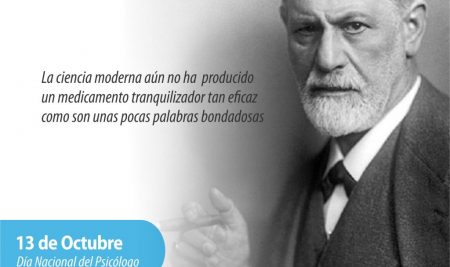 La ciencia moderna aún no ha producido
un medicamento tranquilizador tan eficaz
como son unas pocas palabras bondadosas
13 de Octubre
Día Nacional del Psicólogo